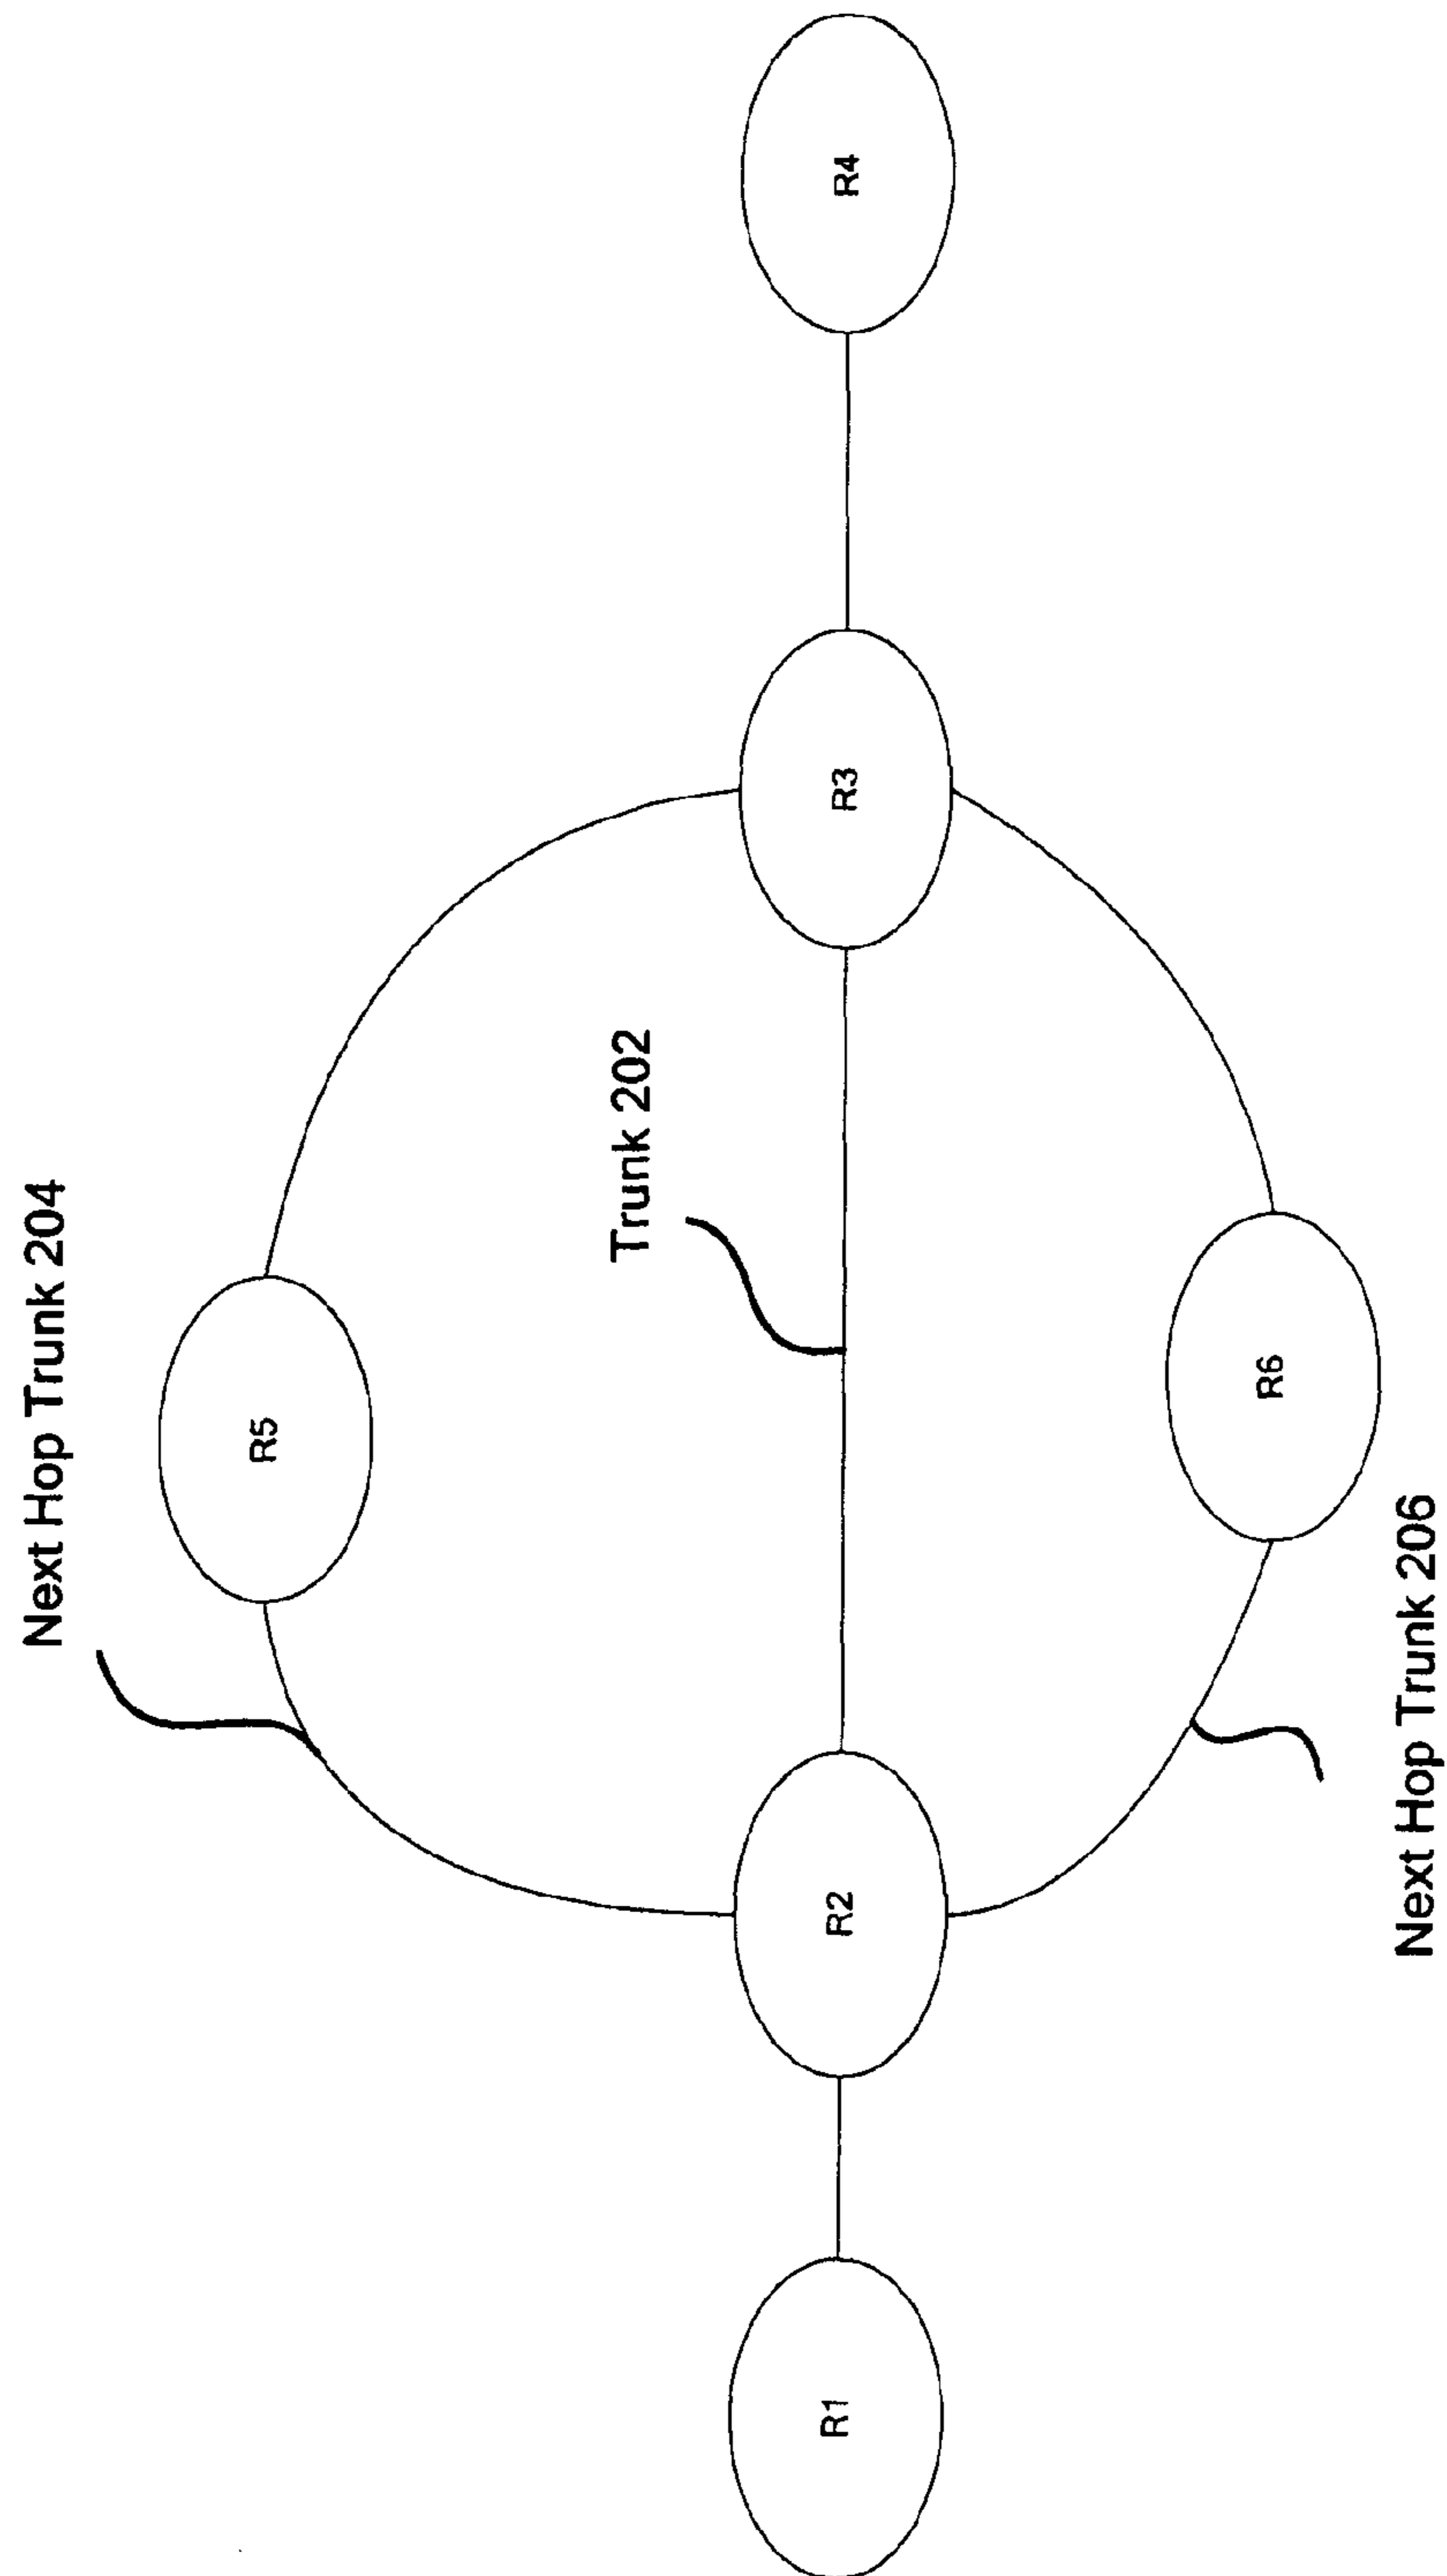 Next Hop Trunk 204
R5
Trunk 202
R1
R2
R3
R4
R6
Next Hop Trunk 206